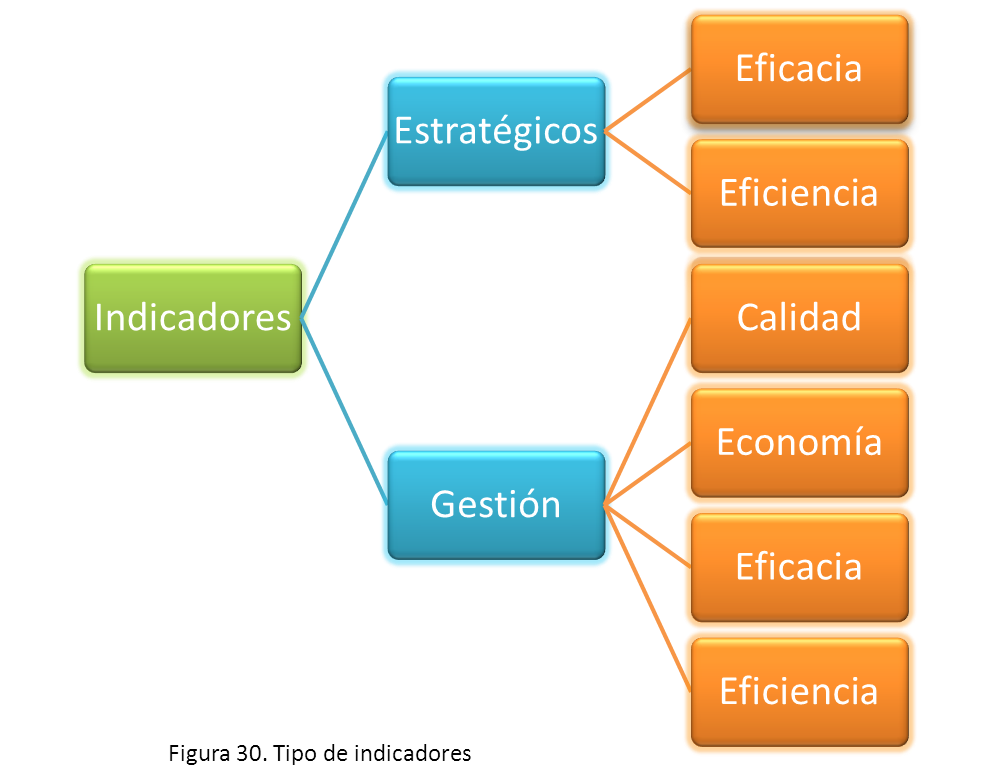 Indicadores
Estratégicos
Eficacia
Eficiencia
Gestión
Calidad
Economía
Eficacia
Eficiencia
Figura 30. Tipo de indicadores